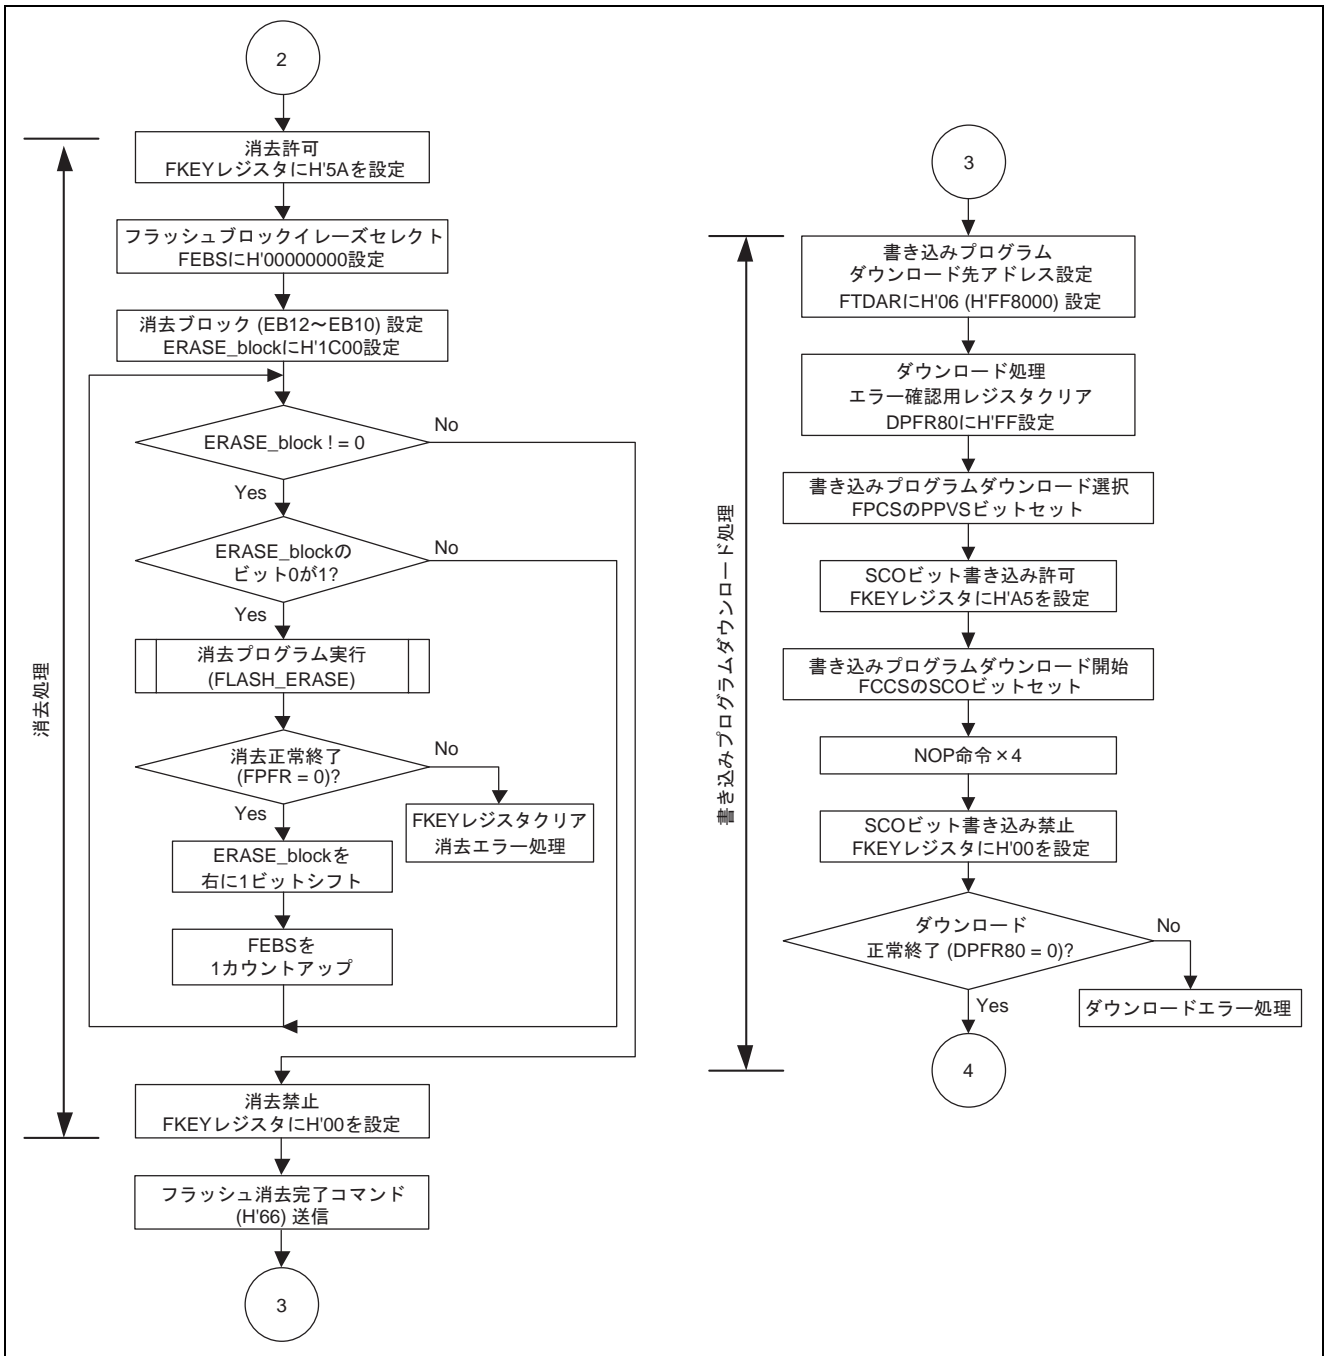 2
消去許可
FKEYレジスタにH'5Aを設定
フラッシュブロックイレーズセレクト
FEBSにH'00000000設定
消去ブロック (EB12～EB10) 設定
ERASE_blockにH'1C00設定
ERASE_block ! = 0
No
Yes
ERASE_blockの
ビット0が1?
No
Yes
消去プログラム実行
(FLASH_ERASE)
消去正常終了
(FPFR = 0)?
No
Yes
FKEYレジスタクリア
消去エラー処理
ERASE_blockを
右に1ビットシフト
FEBSを
1カウントアップ
消去禁止
FKEYレジスタにH'00を設定
フラッシュ消去完了コマンド
(H'66) 送信
3
消去処理
3
書き込みプログラム
ダウンロード先アドレス設定
FTDARにH'06 (H'FF8000) 設定
ダウンロード処理
エラー確認用レジスタクリア
DPFR80にH'FF設定
書き込みプログラムダウンロード選択
FPCSのPPVSビットセット
SCOビット書き込み許可
FKEYレジスタにH'A5を設定
書き込みプログラムダウンロード開始
FCCSのSCOビットセット
NOP命令×4
SCOビット書き込み禁止
FKEYレジスタにH'00を設定
ダウンロード
正常終了 (DPFR80 = 0)?
No
Yes
ダウンロードエラー処理
4
書き込みプログラムダウンロード処理